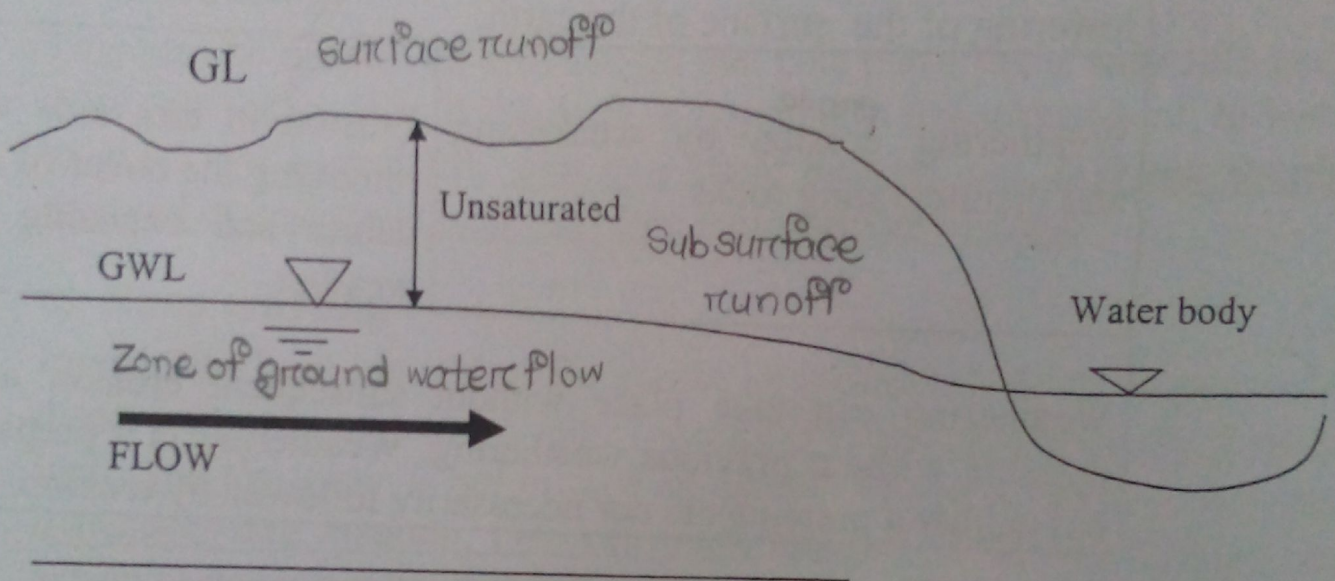 GL surface runoff
Unsaturated
Subsurface
runoff
GWL
Water body
Zone of ground water flow
FLOW